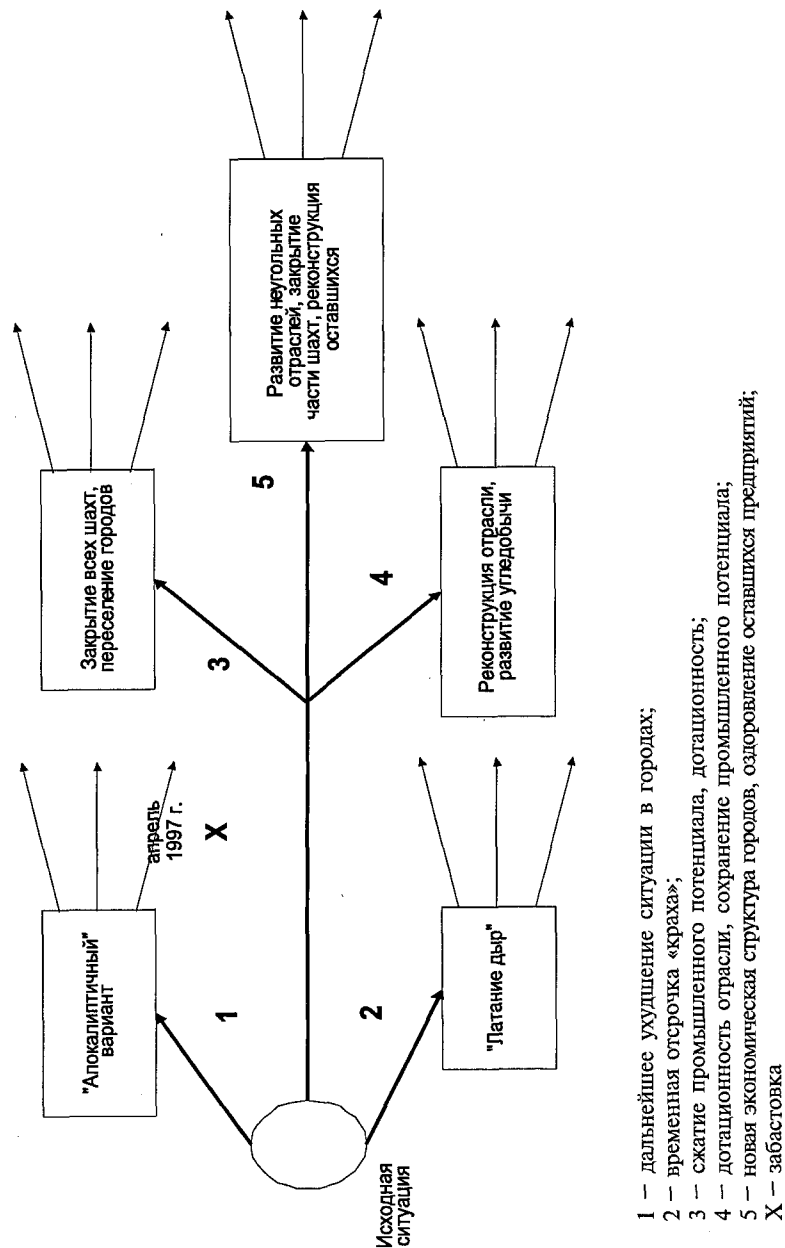 Исходная
ситуация
1
"Апокалиптичный"
вариант
апрель
1997 г.
X
2
"Латание дыр"
3
Закрытие всех шахт,
переселение городов
4
Реконструкция отрасли,
развитие угледобычи
5
Развитие неугольных
отраслей, закрытие
части шахт, реконструкция
оставшихся
1 – дальнейшее ухудшение ситуации в городах;
2 – временная отсрочка «краха»;
3 – сжатие промышленного потенциала, дотационность;
4 – дотационность отрасли, сохранение промышленного потенциала;
5 – новая экономическая структура городов, оздоровление оставшихся предприятий;
X – забастовка